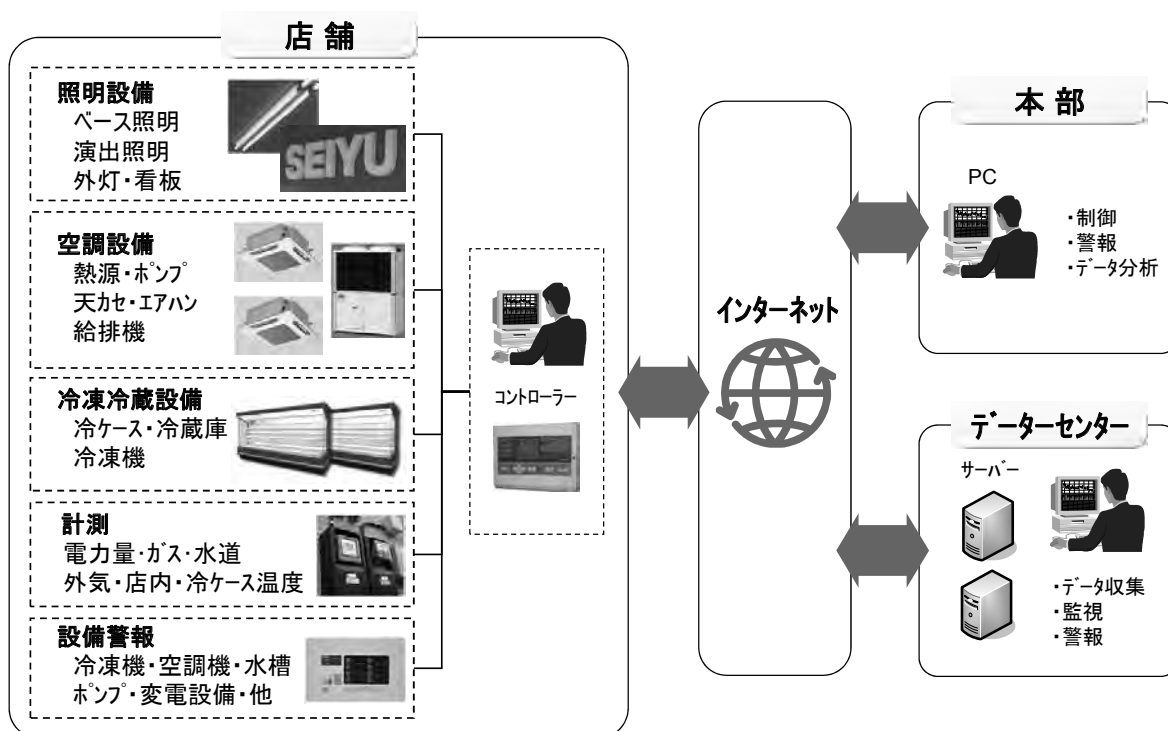 店舗
照明設備
ベース照明
演出照明
外灯・看板
SEIYU
空調設備
熱源・ﾎﾟﾝﾌﾟ
天カセ・エアハン
給排機
冷凍冷蔵設備
冷ケース・冷蔵庫
冷凍機
計測
電力量・ガス・水道
外気・店内・冷ケース温度
設備警報
冷凍機・空調機・水槽
ﾎﾟﾝﾌﾟ・変電設備・他
コントローラー
インターネット
本部
PC
・制御
・警報
・データ分析
データーセンター
サーバー
・データ収集
・監視
・警報